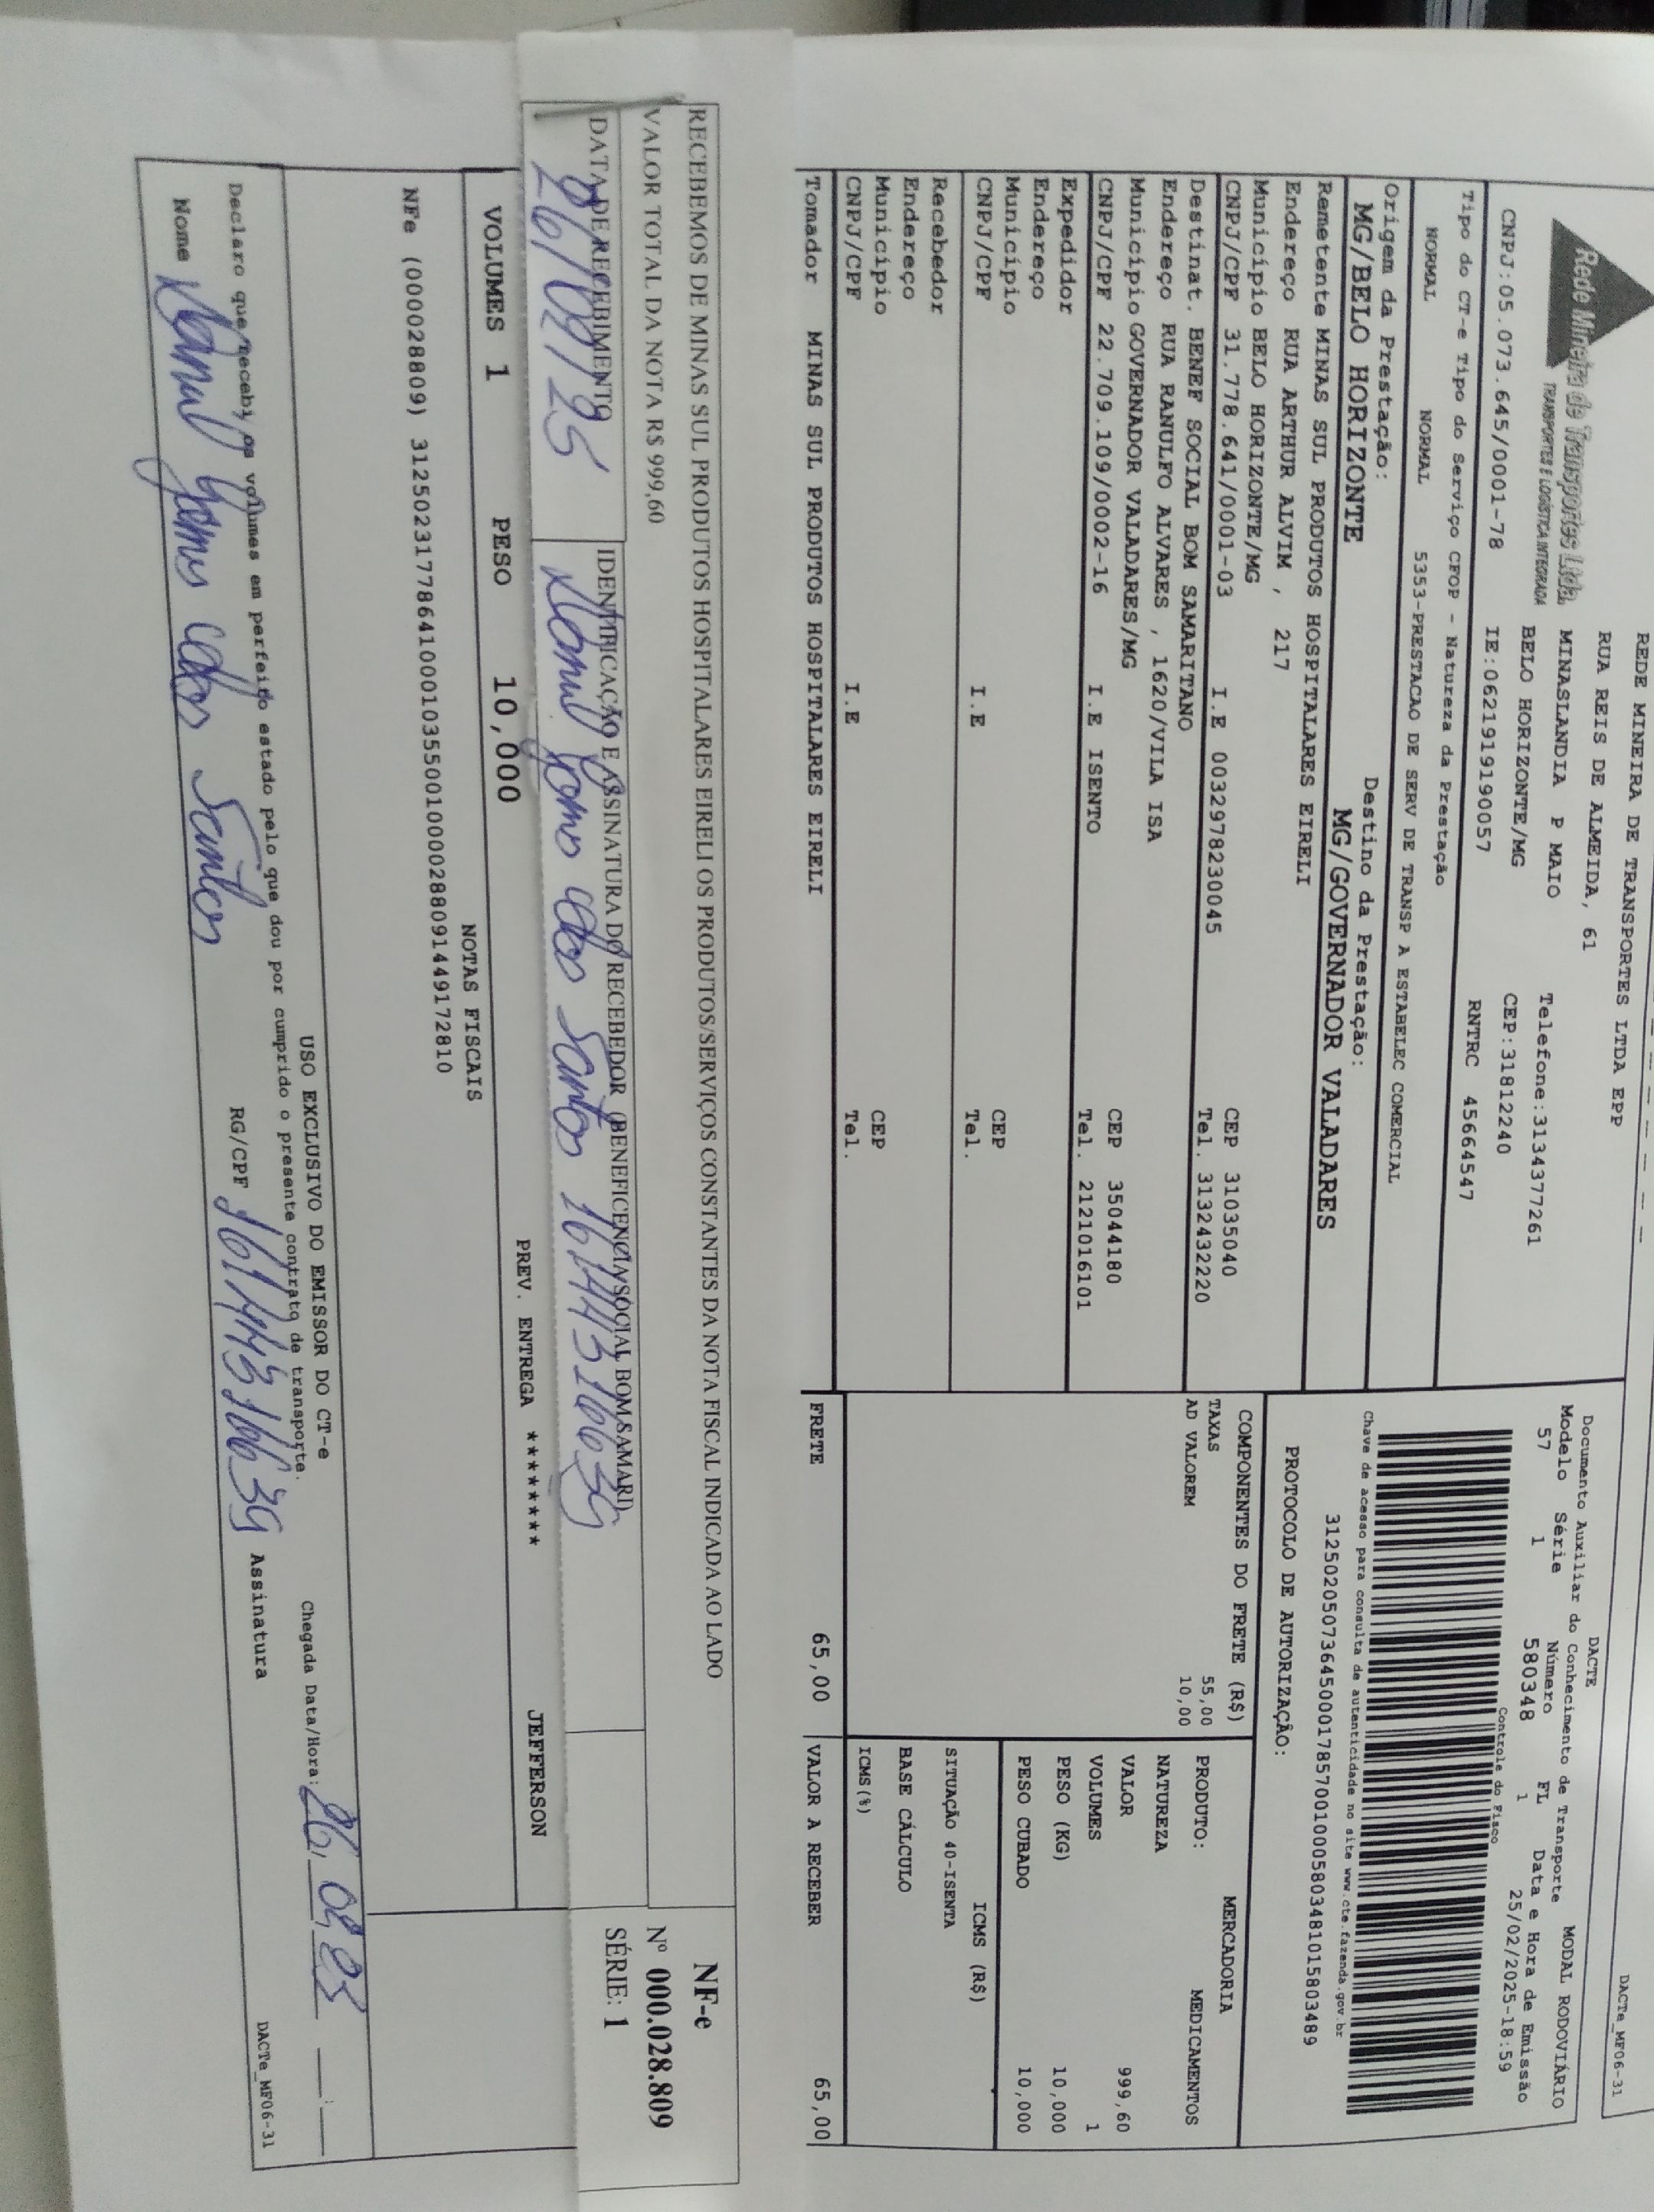 DACTe_MF06-31
Rede Mineira de Transportes Ltda.
TRANSPORTES E LOGÍSTICA INTEGRADA
REDE MINEIRA DE TRANSPORTES LTDA EPP
RUA REIS DE ALMEIDA, 61
MINASLANDIA P MAIO Telefone:3134377261
BELO HORIZONTE/MG CEP:31812240
CNPJ:05.073.645/0001-78 IE:0621919190057 RNTRC 45664547
Tipo do CT-e Tipo do Serviço CFOP - Natureza da Prestação
NORMAL NORMAL 5353-PRESTACAO DE SERV DE TRANSP A ESTABELEC COMERCIAL
Origem da Prestação: Destino da Prestação:
MG/BELO HORIZONTE MG/GOVERNADOR VALADARES
DACTE
Documento Auxiliar do Conhecimento de Transporte MODAL RODOVIÁRIO
Modelo Série Número FL Data e Hora de Emissão
57 1 580348 1 25/02/2025-18:59
Controle do Fisco
Chave de acesso para consulta de autenticidade no site www.cte.fazenda.gov.br
31250205073645000178570010005803481015803489
PROTOCOLO DE AUTORIZAÇÃO:
Remetente MINAS SUL PRODUTOS HOSPITALARES EIRELI
Endereço RUA ARTHUR ALVIM , 217
Município BELO HORIZONTE/MG CEP 31035040
CNPJ/CPF 31.778.641/0001-03 I.E 0032978230045 Tel. 3132432220
Destinat. BENEF SOCIAL BOM SAMARITANO
Endereço RUA RANULFO ALVARES , 1620/VILA ISA
Município GOVERNADOR VALADARES/MG CEP 35044180
CNPJ/CPF 22.709.109/0002-16 I.E ISENTO Tel. 2121016101
Expedidor
Endereço
Município CEP
CNPJ/CPF I.E Tel.
Recebedor
Endereço
Município CEP
CNPJ/CPF I.E Tel.
Tomador MINAS SUL PRODUTOS HOSPITALARES EIRELI
COMPONENTES DO FRETE (R$)
TAXAS 55,00
AD VALOREM 10,00
FRETE 65,00
MERCADORIA
PRODUTO: MEDICAMENTOS
NATUREZA
VALOR 999,60
VOLUMES 1
PESO (KG) 10,000
PESO CUBADO 10,000
ICMS (R$)
SITUAÇÃO 40-ISENTA
BASE CÁLCULO
ICMS(%)
VALOR A RECEBER 65,00
RECEBEMOS DE MINAS SUL PRODUTOS HOSPITALARES EIRELI OS PRODUTOS/SERVIÇOS CONSTANTES DA NOTA FISCAL INDICADA AO LADO
VALOR TOTAL DA NOTA R$ 999,60
DATA DE RECEBIMENTO IDENTIFICAÇÃO E ASSINATURA DO RECEBEDOR (BENEFICENCIA SOCIAL BOM SAMARI)
26/02/25 Gomes dos Santos
NF-e
Nº 000.028.809
SÉRIE: 1
VOLUMES 1 PESO 10,000 PREV. ENTREGA ******** JEFFERSON
NOTAS FISCAIS
NFe (000028809) 31250231778641000103550010000288091449172810
USO EXCLUSIVO DO EMISSOR DO CT-e
Declaro que recebi os volumes em perfeito estado pelo que dou por cumprido o presente contrato de transporte.
Chegada Data/Hora: 26, 02, 25 __:__
Nome Gomes dos Santos RG/CPF Assinatura
DACTe_MF06-31